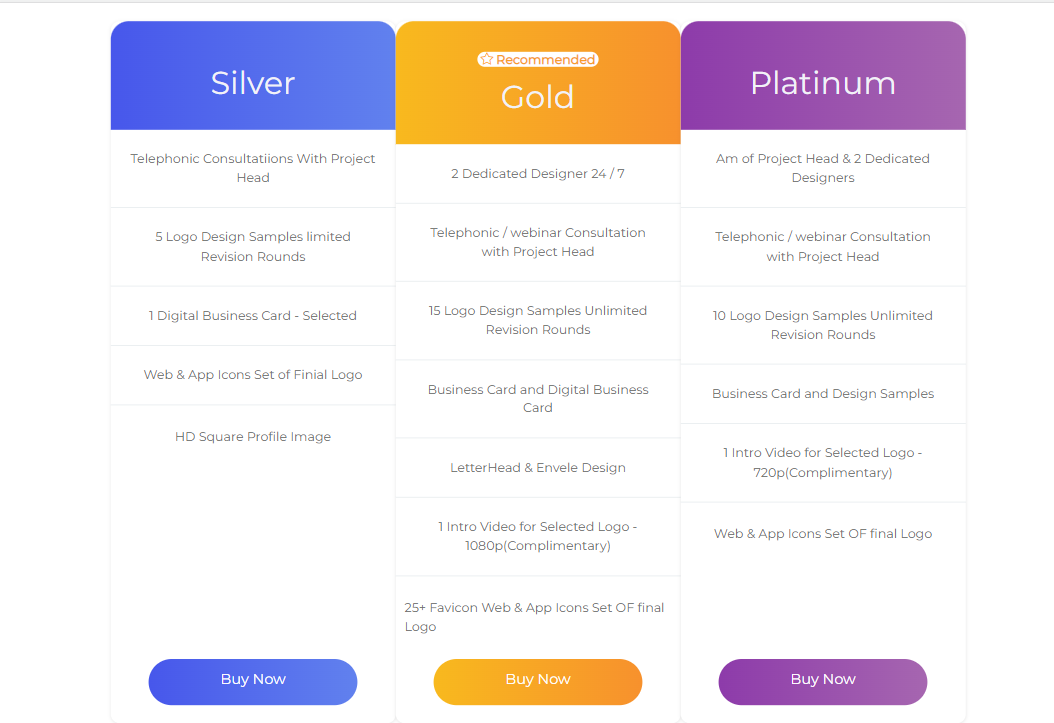 Silver
Telephonic Consultatiions With Project
Head
5 Logo Design Samples limited
Revision Rounds
1 Digital Business Card - Selected
Web & App Icons Set of Finial Logo
HD Square Profile Image
Buy Now
Recommended
Gold
2 Dedicated Designer 24 / 7
Telephonic / webinar Consultation
with Project Head
15 Logo Design Samples Unlimited
Revision Rounds
Business Card and Digital Business
Card
LetterHead & Envele Design
1 Intro Video for Selected Logo -
1080p(Complimentary)
25+ Favicon Web & App Icons Set OF final
Logo
Buy Now
Platinum
Am of Project Head & 2 Dedicated
Designers
Telephonic / webinar Consultation
with Project Head
10 Logo Design Samples Unlimited
Revision Rounds
Business Card and Design Samples
1 Intro Video for Selected Logo -
720p(Complimentary)
Web & App Icons Set OF final Logo
Buy Now